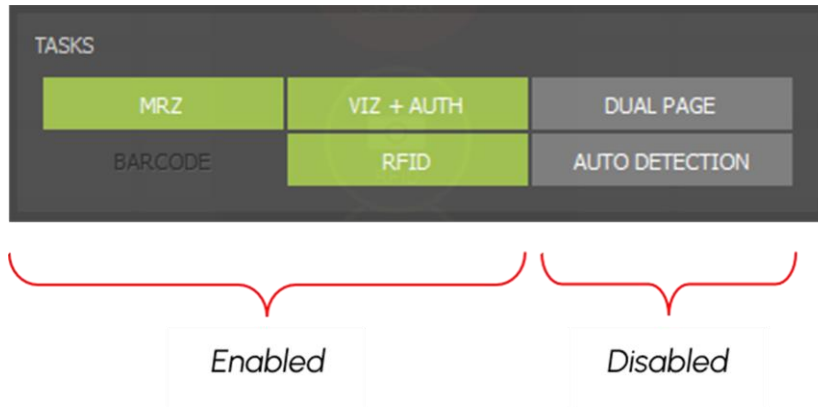 TASKS
MRZ VIZ + AUTH DUAL PAGE
BARCODE RFID AUTO DETECTION
Enabled Disabled